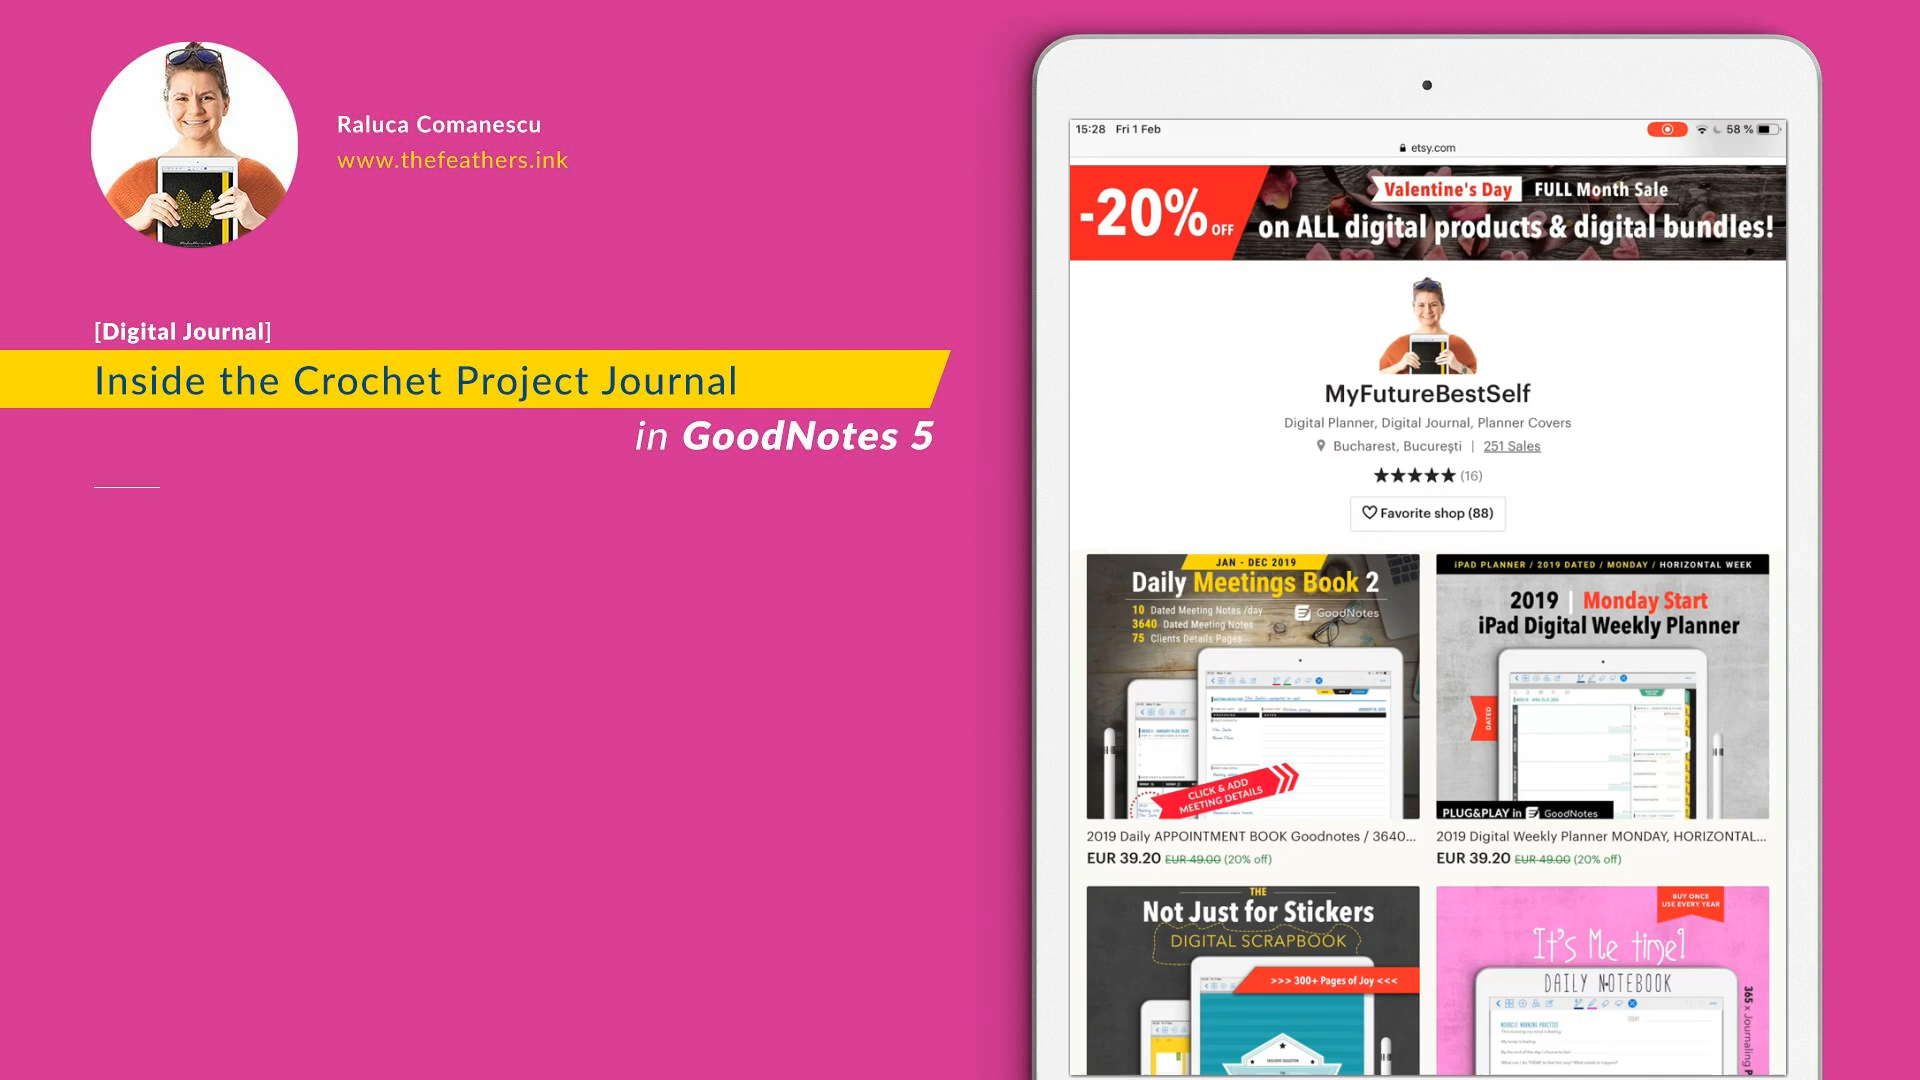 Raluca Comanescu
www.thefeathers.ink
[Digital Journal]
Inside the Crochet Project Journal
in GoodNotes 5
15:28 Fri 1 Feb
58 %
etsy.com
-20% OFF
Valentine's Day FULL Month Sale
on ALL digital products & digital bundles!
MyFutureBestSelf
Digital Planner, Digital Journal, Planner Covers
Bucharest, București | 251 Sales
★★★★★ (16)
Favorite shop (88)
JAN - DEC 2019
Daily Meetings Book 2
10 Dated Meeting Notes /day
3640 Dated Meeting Notes
75 Clients Details Pages
GoodNotes
CLICK & ADD
MEETING DETAILS
2019 Daily APPOINTMENT BOOK Goodnotes / 3640...
EUR 39.20 EUR 49.00 (20% off)
iPAD PLANNER / 2019 DATED / MONDAY / HORIZONTAL WEEK
2019 | Monday Start
iPad Digital Weekly Planner
DATED
PLUG&PLAY in GoodNotes
2019 Digital Weekly Planner MONDAY, HORIZONTAL...
EUR 39.20 EUR 49.00 (20% off)
THE
Not Just for Stickers
DIGITAL SCRAPBOOK
>>> 300+ Pages of Joy <<<
BUY ONCE
USE EVERY YEAR
It's Me time!
DAILY NOTEBOOK
365 x Journaling
TODAY
MIRACLE MORNING PRACTICE